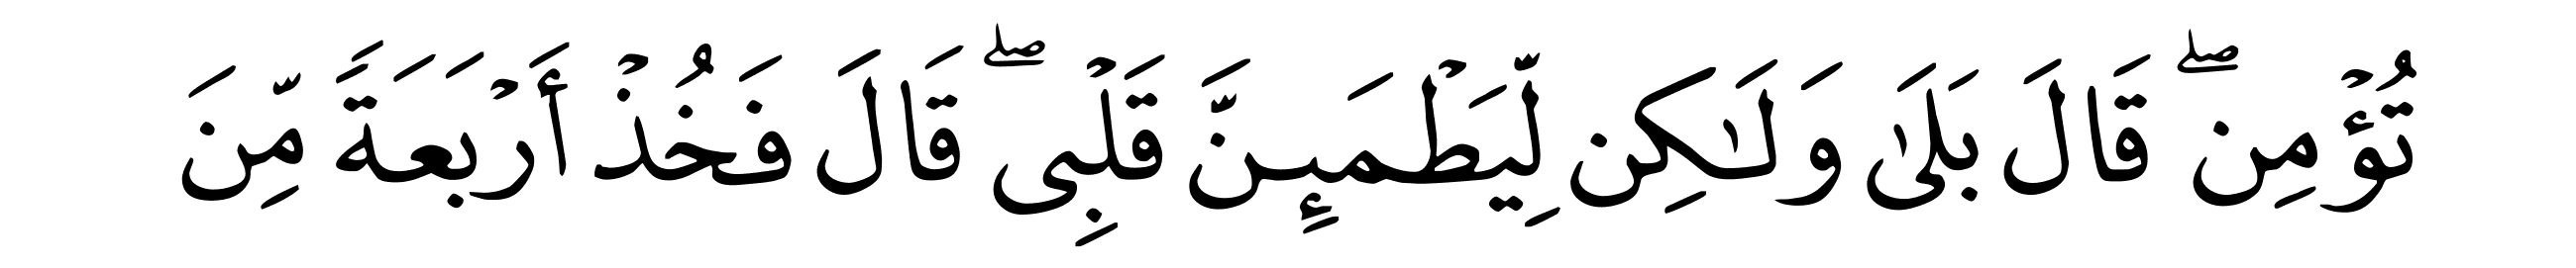 تُؤۡمِنۖ قَالَ بَلَىٰ وَلَٰكِن لِّيَطۡمَئِنَّ قَلۡبِيۖ قَالَ فَخُذۡ أَرۡبَعَةٗ مِّنَ